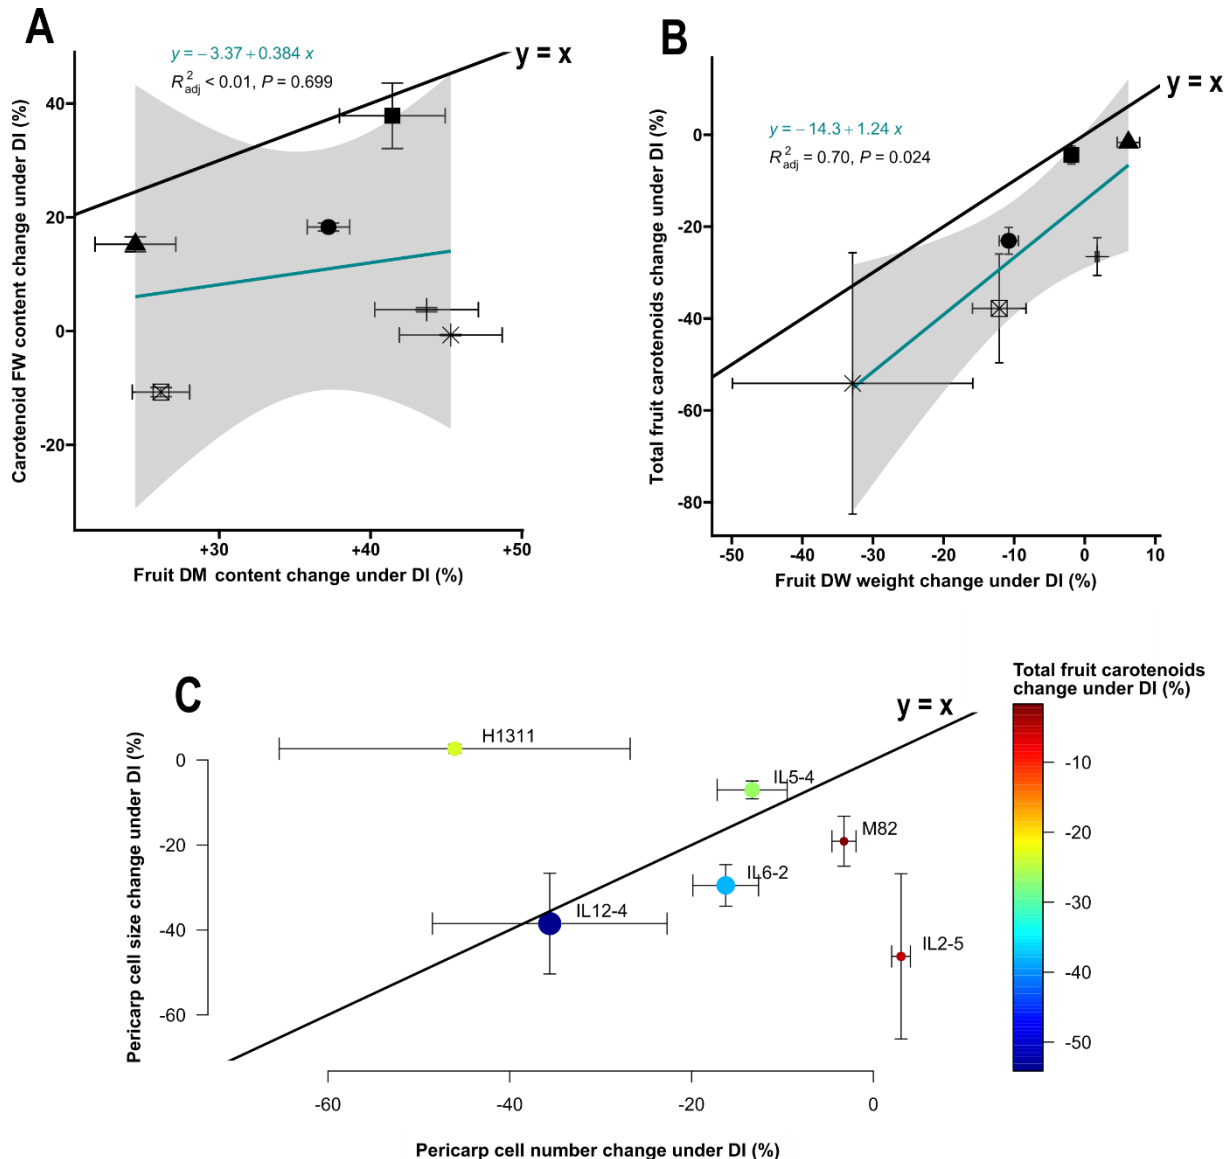 A
y = − 3.37 + 0.384 x
R²adj < 0.01, P = 0.699
y = x
Carotenoid FW content change under DI (%)
40
20
0
-20
+30
+40
+50
Fruit DM content change under DI (%)
B
y = x
y = − 14.3 + 1.24 x
R²adj = 0.70, P = 0.024
Total fruit carotenoids change under DI (%)
0
-20
-40
-60
-80
-50
-40
-30
-20
-10
0
10
Fruit DW weight change under DI (%)
C
y = x
Pericarp cell size change under DI (%)
0
-20
-40
-60
H1311
IL5-4
M82
IL6-2
IL12-4
IL2-5
-60
-40
-20
0
Pericarp cell number change under DI (%)
Total fruit carotenoids
change under DI (%)
-10
-20
-30
-40
-50